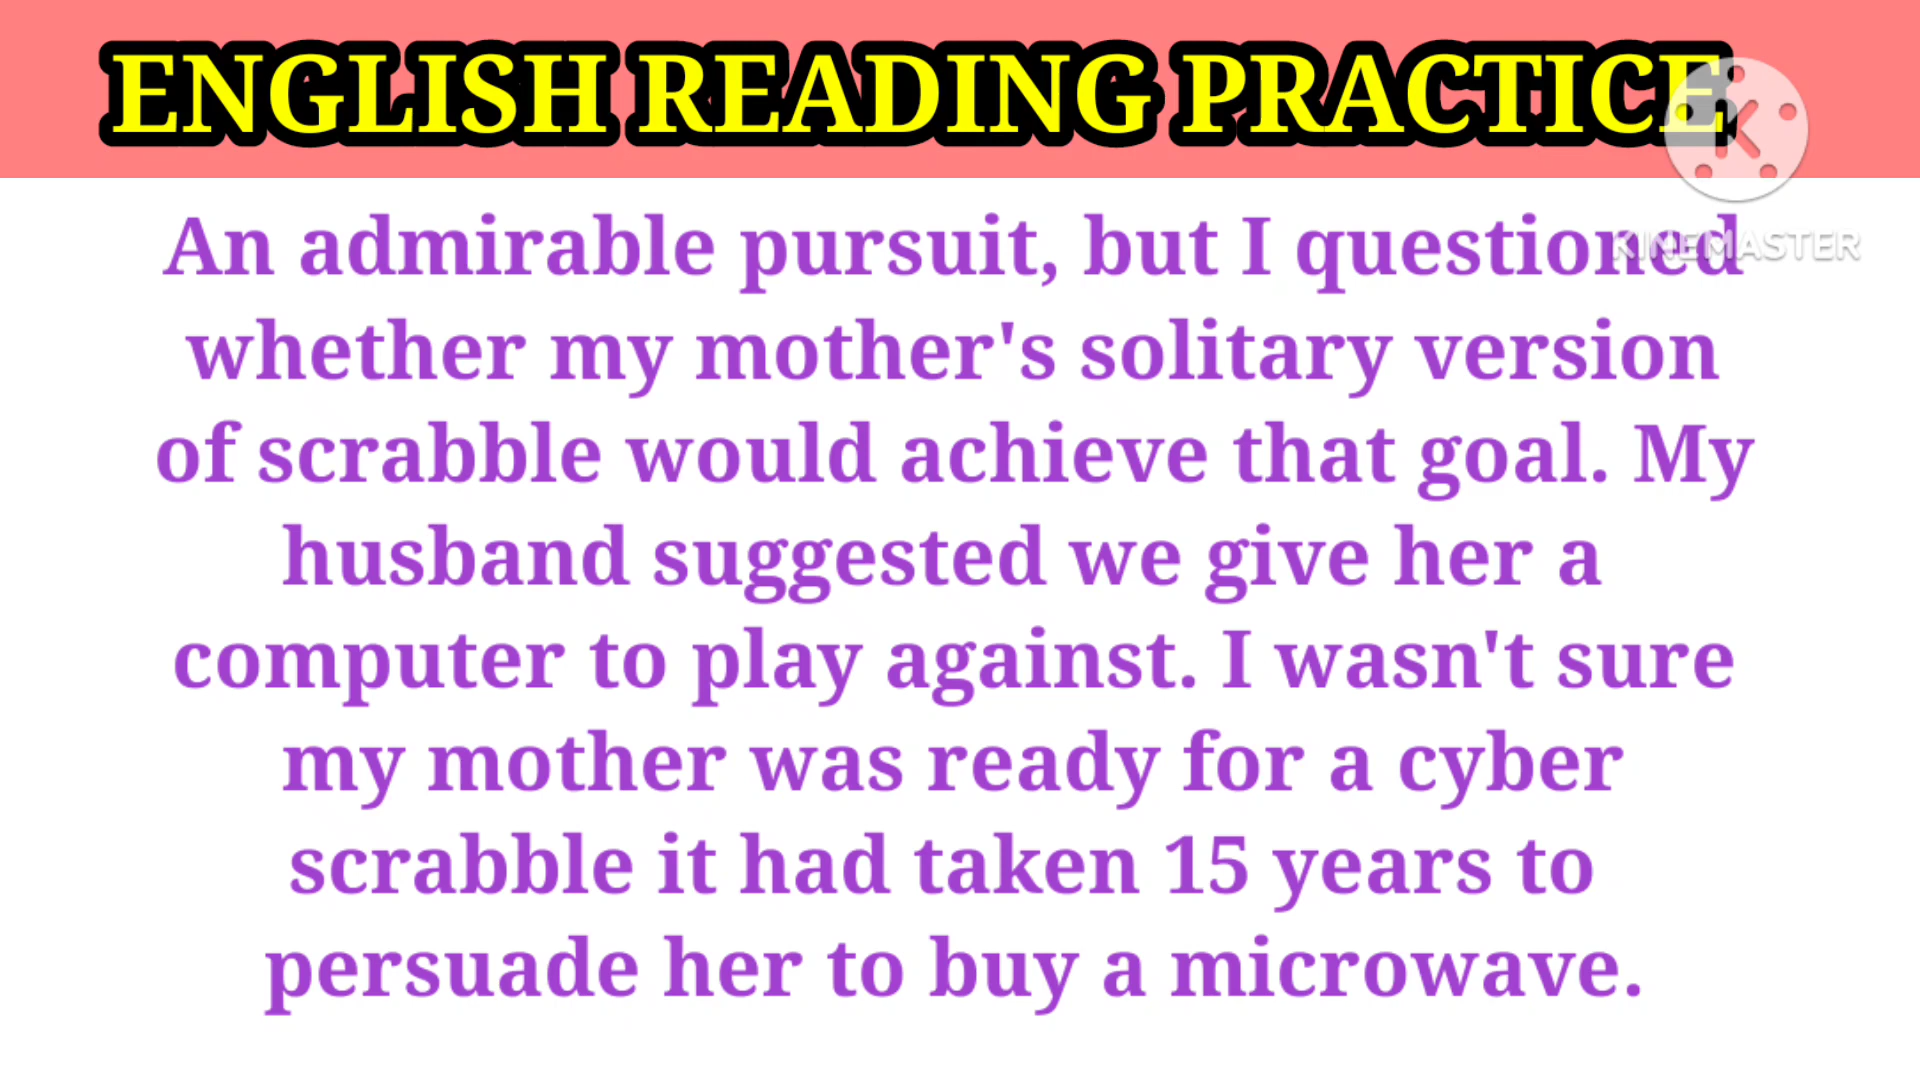 ENGLISH READING PRACTICE
K
KINEMASTER
An admirable pursuit, but I questioned
whether my mother's solitary version
of scrabble would achieve that goal. My
husband suggested we give her a
computer to play against. I wasn't sure
my mother was ready for a cyber
scrabble it had taken 15 years to
persuade her to buy a microwave.